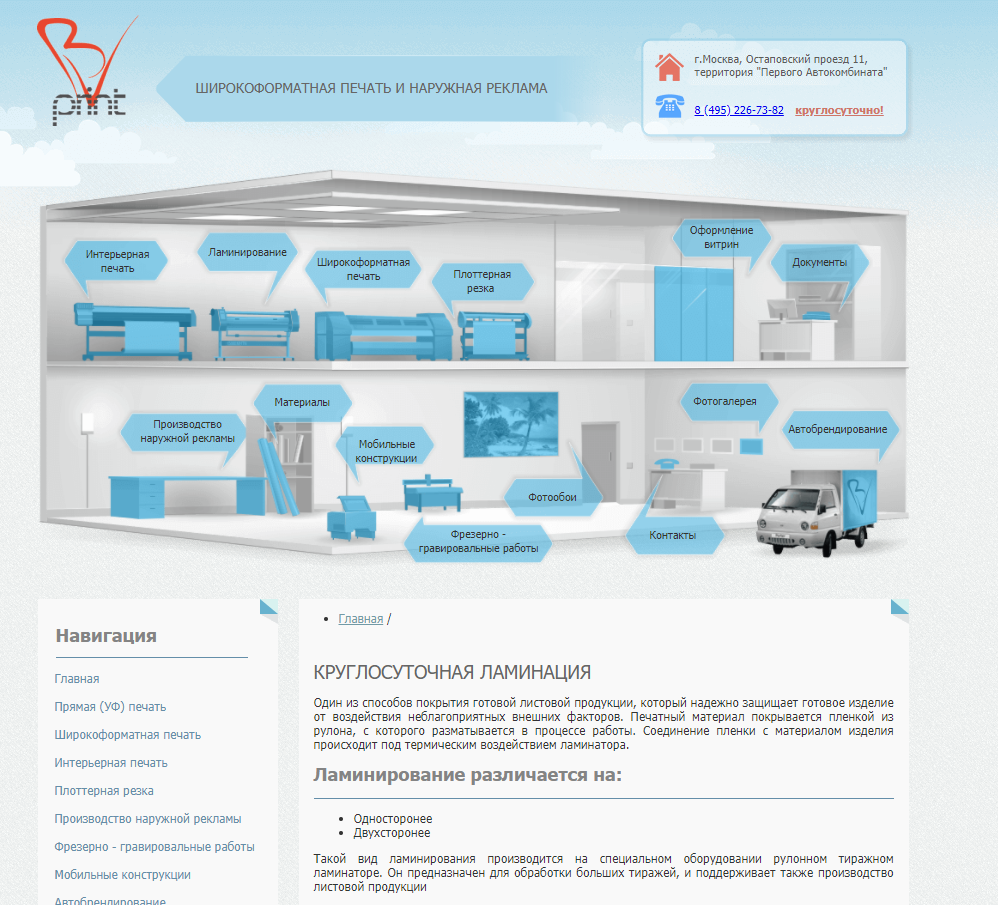 print
ШИРОКОФОРМАТНАЯ ПЕЧАТЬ И НАРУЖНАЯ РЕКЛАМА
г.Москва, Остаповский проезд 11,
территория "Первого Автокомбината"
8 (495) 226-73-82 круглосуточно!
Интерьерная
печать
Ламинирование
Широкоформатная
печать
Плоттерная
резка
Оформление
витрин
Документы
Производство
наружной рекламы
Материалы
Мобильные
конструкции
Фотообои
Фрезерно -
гравировальные работы
Фотогалерея
Автобрендирование
Контакты
Навигация
Главная
Прямая (УФ) печать
Широкоформатная печать
Интерьерная печать
Плоттерная резка
Производство наружной рекламы
Фрезерно - гравировальные работы
Мобильные конструкции
Автобрендирование
Главная /
КРУГЛОСУТОЧНАЯ ЛАМИНАЦИЯ
Один из способов покрытия готовой листовой продукции, который надежно защищает готовое изделие
от воздействия неблагоприятных внешних факторов. Печатный материал покрывается пленкой из
рулона, с которого разматывается в процессе работы. Соединение пленки с материалом изделия
происходит под термическим воздействием ламинатора.
Ламинирование различается на:
Односторонее
Двухсторонее
Такой вид ламинирования производится на специальном оборудовании рулонном тиражном
ламинаторе. Он предназначен для обработки больших тиражей, и поддерживает также производство
листовой продукции